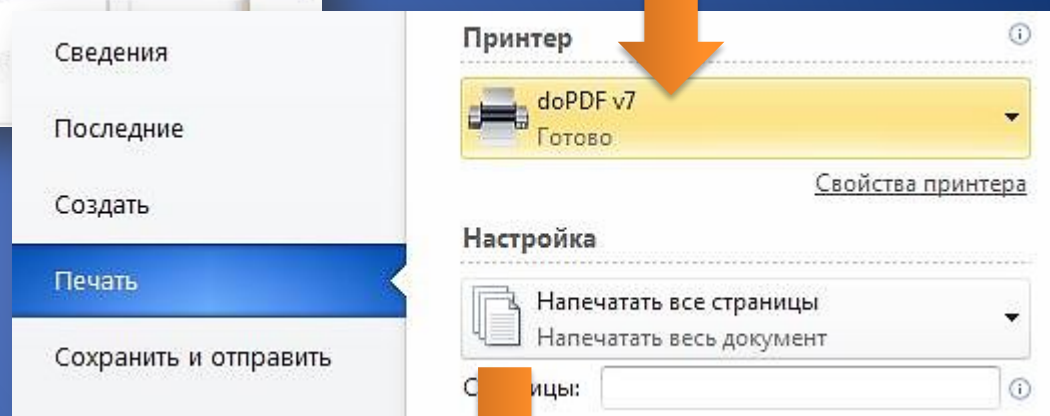 Сведения
Последние
Создать
Печать
Сохранить и отправить
Принтер
doPDF v7
Готово
Свойства принтера
Настройка
Напечатать все страницы
Напечатать весь документ